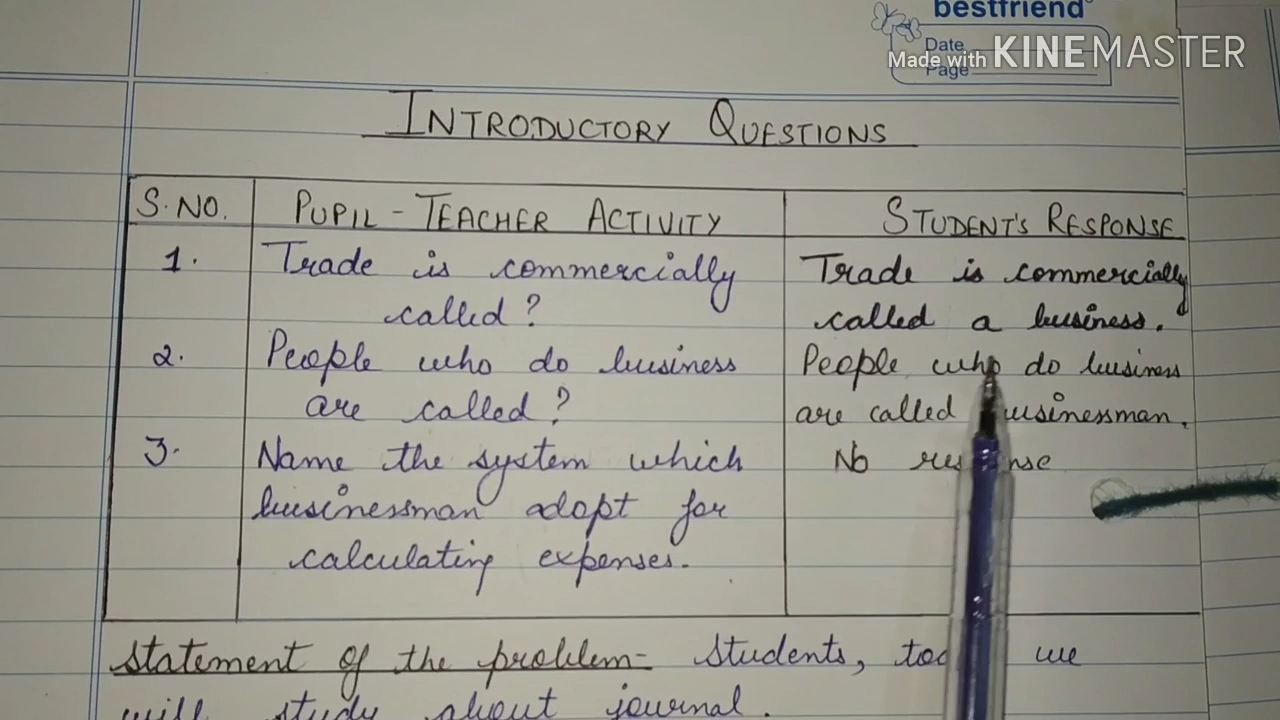 bestfriend
Date
Page
Made with KINEMASTER
INTRODUCTORY QUESTIONS
S.NO. PUPIL-TEACHER ACTIVITY STUDENT'S RESPONSE
1. Trade is commercially Trade is commercially
called? called a business.
2. People who do business People who do business
are called? are called businessman.
3. Name the system which No response
businessman adopt for
calculating expenses.
Statement of the problem- Students, today we
will study about journal.